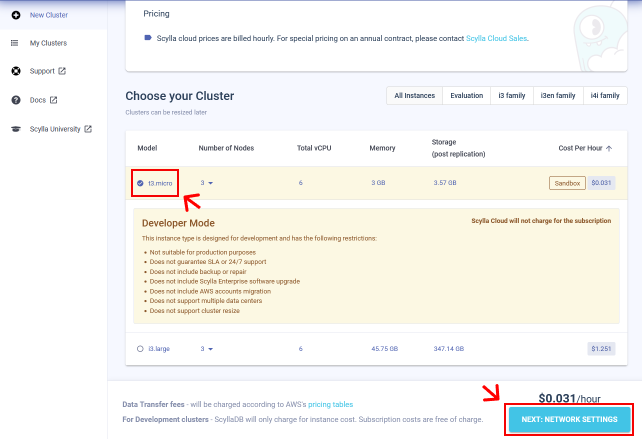 New Cluster
My Clusters
Support
Docs
Scylla University
Pricing
Scylla cloud prices are billed hourly. For special pricing on an annual contract, please contact Scylla Cloud Sales.
Choose your Cluster
Clusters can be resized later
All Instances Evaluation i3 family i3en family i4i family
Model Number of Nodes Total vCPU Memory Storage (post replication) Cost Per Hour
t3.micro 3 6 3 GB 3.57 GB Sandbox $0.031
Developer Mode
Scylla Cloud will not charge for the subscription
This instance type is designed for development and has the following restrictions:
Not suitable for production purposes
Does not guarantee SLA or 24/7 support
Does not include backup or repair
Does not include Scylla Enterprise software upgrade
Does not include AWS accounts migration
Does not support multiple data centers
Does not support cluster resize
i3.large 3 6 45.75 GB 347.14 GB $1.251
$0.031/hour
Data Transfer fees - will be charged according to AWS's pricing tables
For Development clusters - ScyllaDB will only charge for instance cost. Subscription costs are free of charge.
NEXT: NETWORK SETTINGS